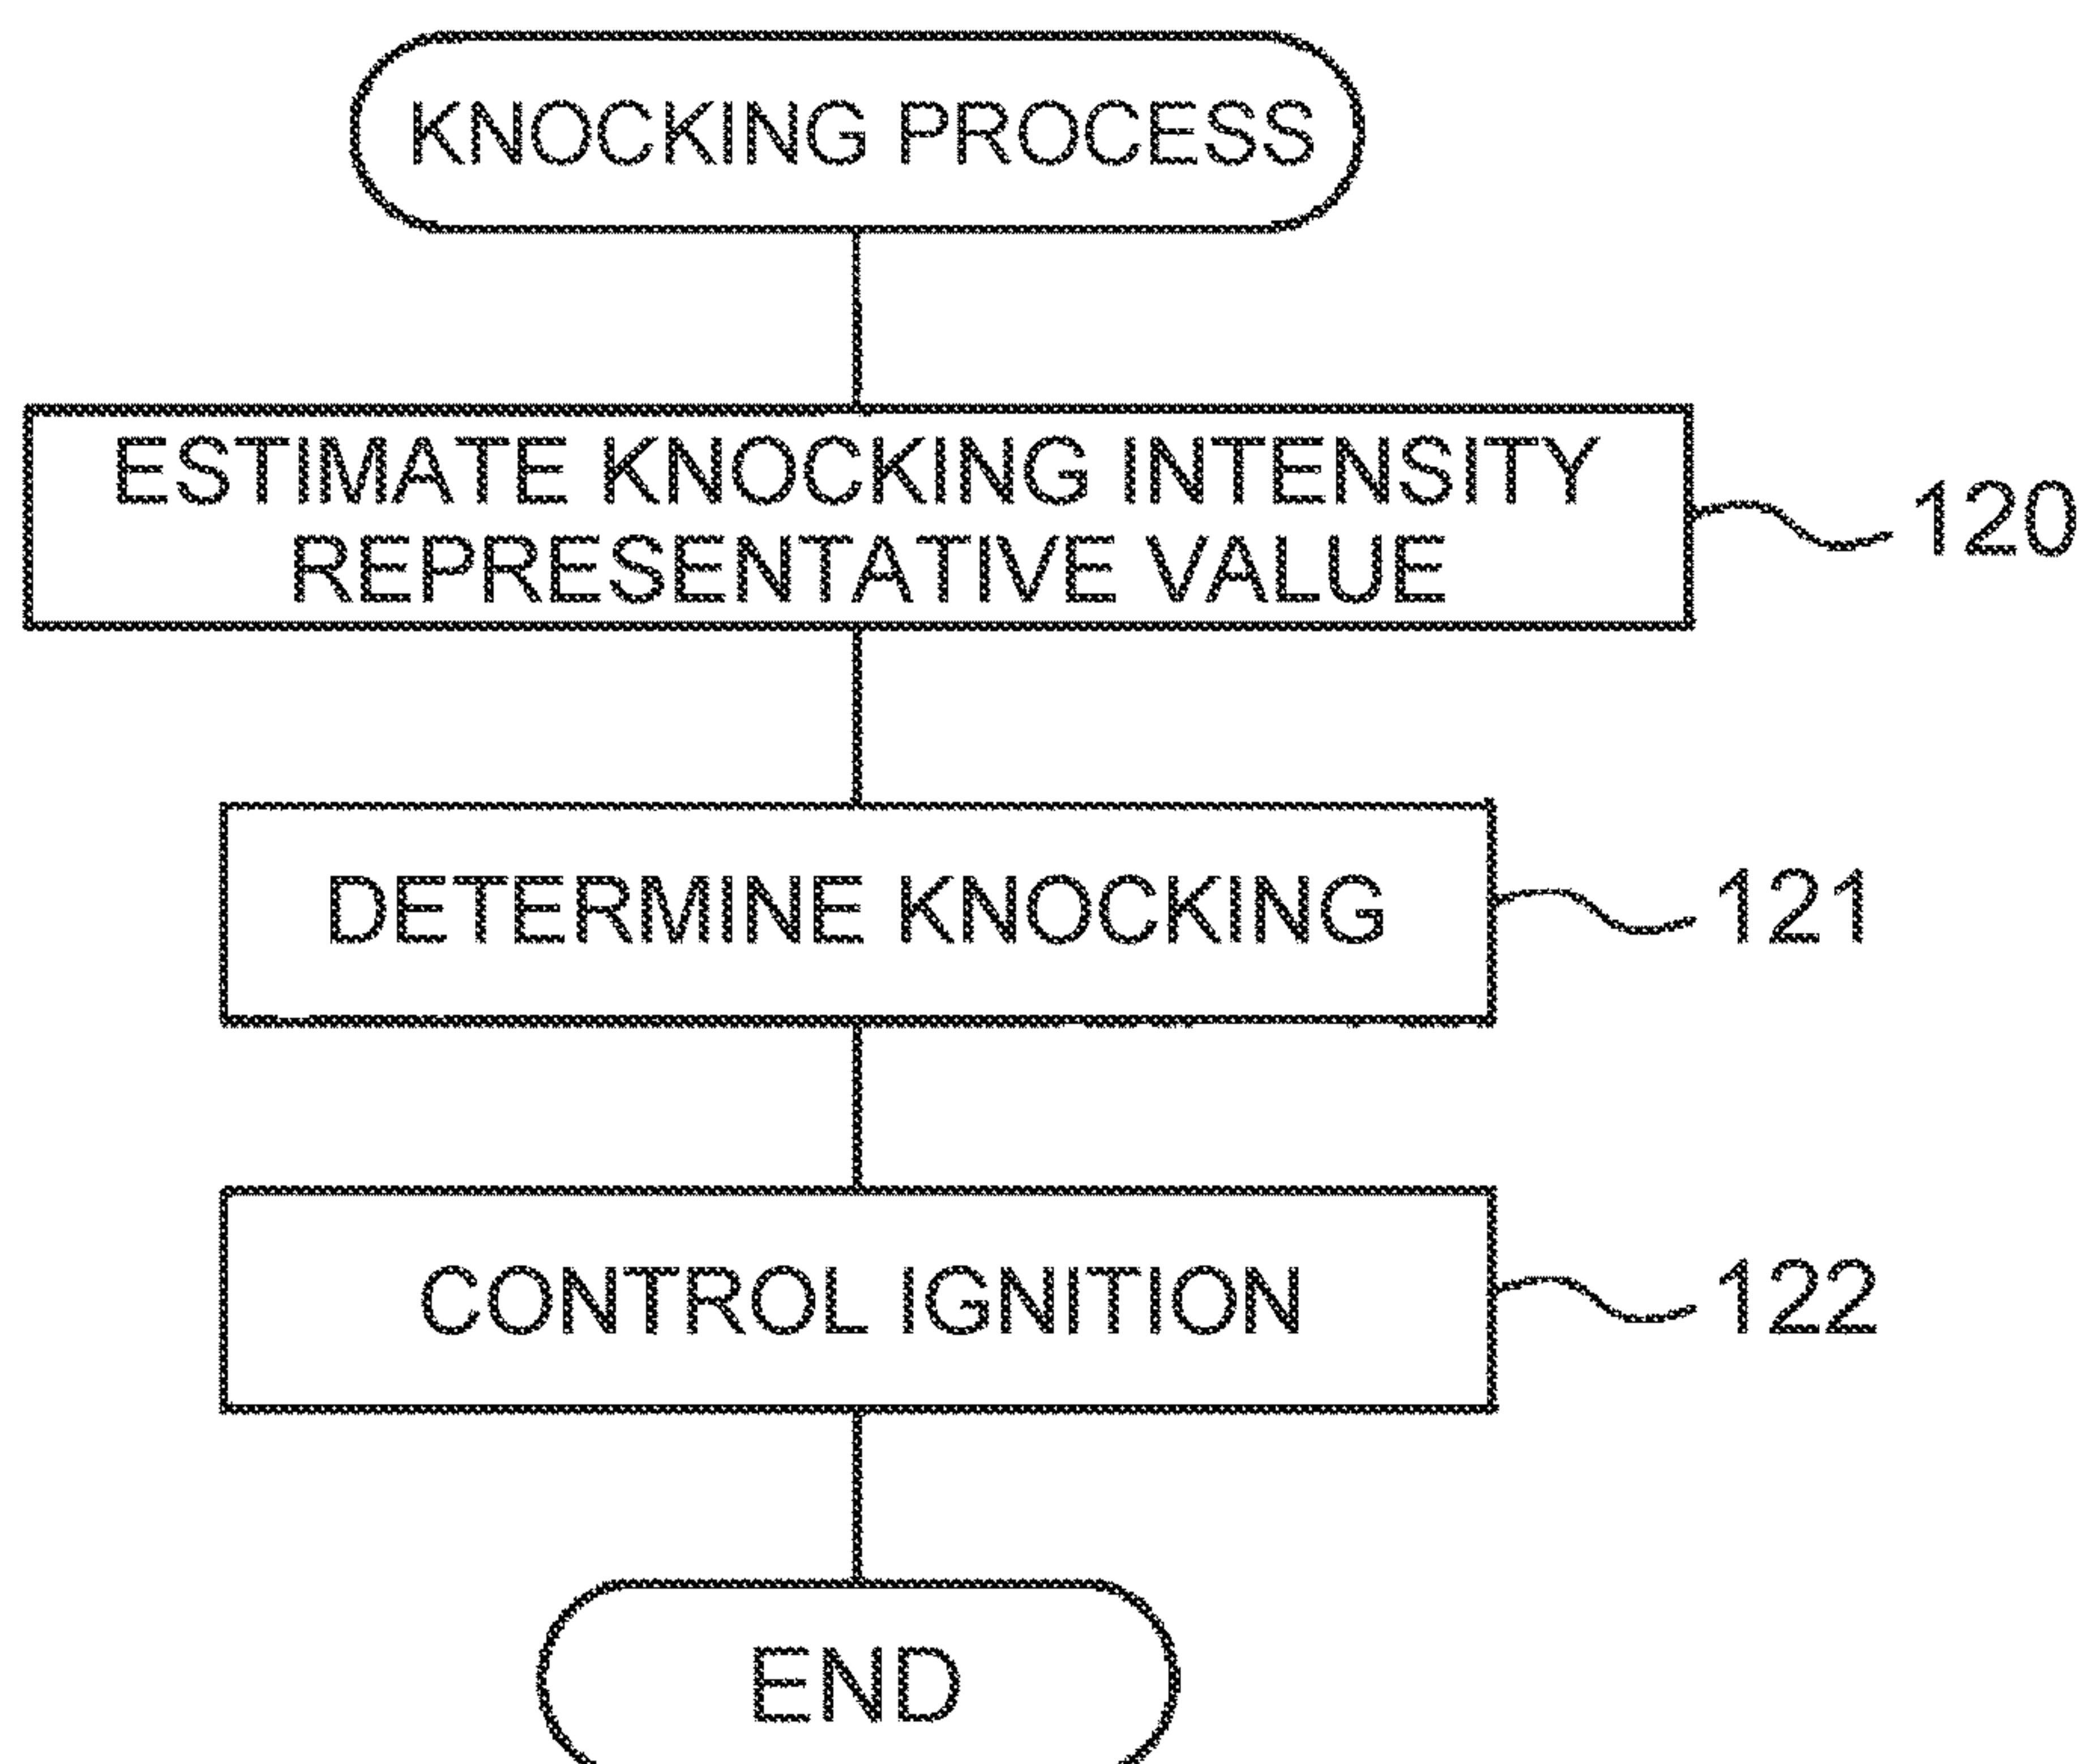 KNOCKING PROCESS
ESTIMATE KNOCKING INTENSITY
REPRESENTATIVE VALUE
120
DETERMINE KNOCKING
121
CONTROL IGNITION
122
END